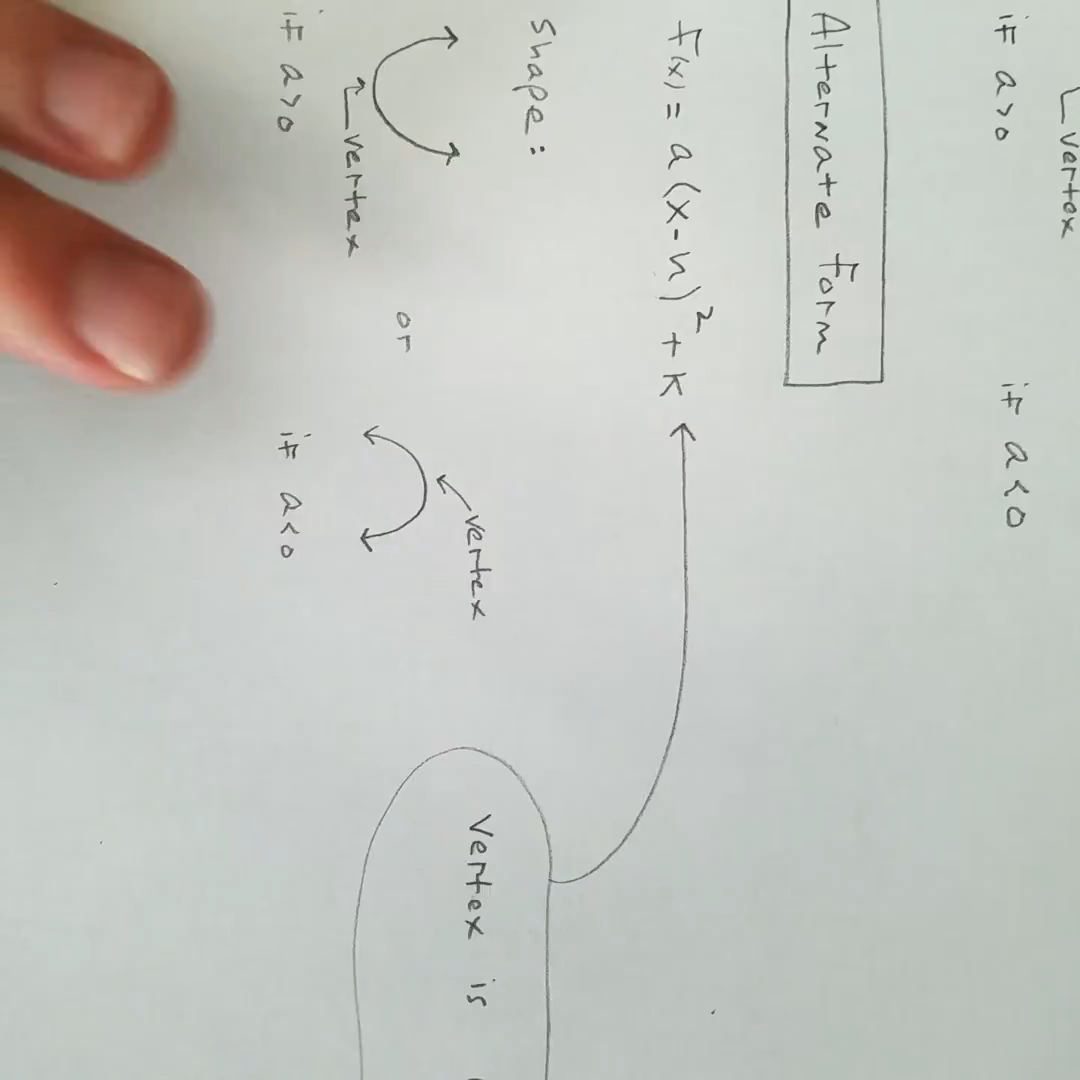 vertex
if a>0 if a<0
Alternate Form
f(x) = a(x-h)² + k
Shape:
vertex or vertex
if a>0 if a<0
Vertex is